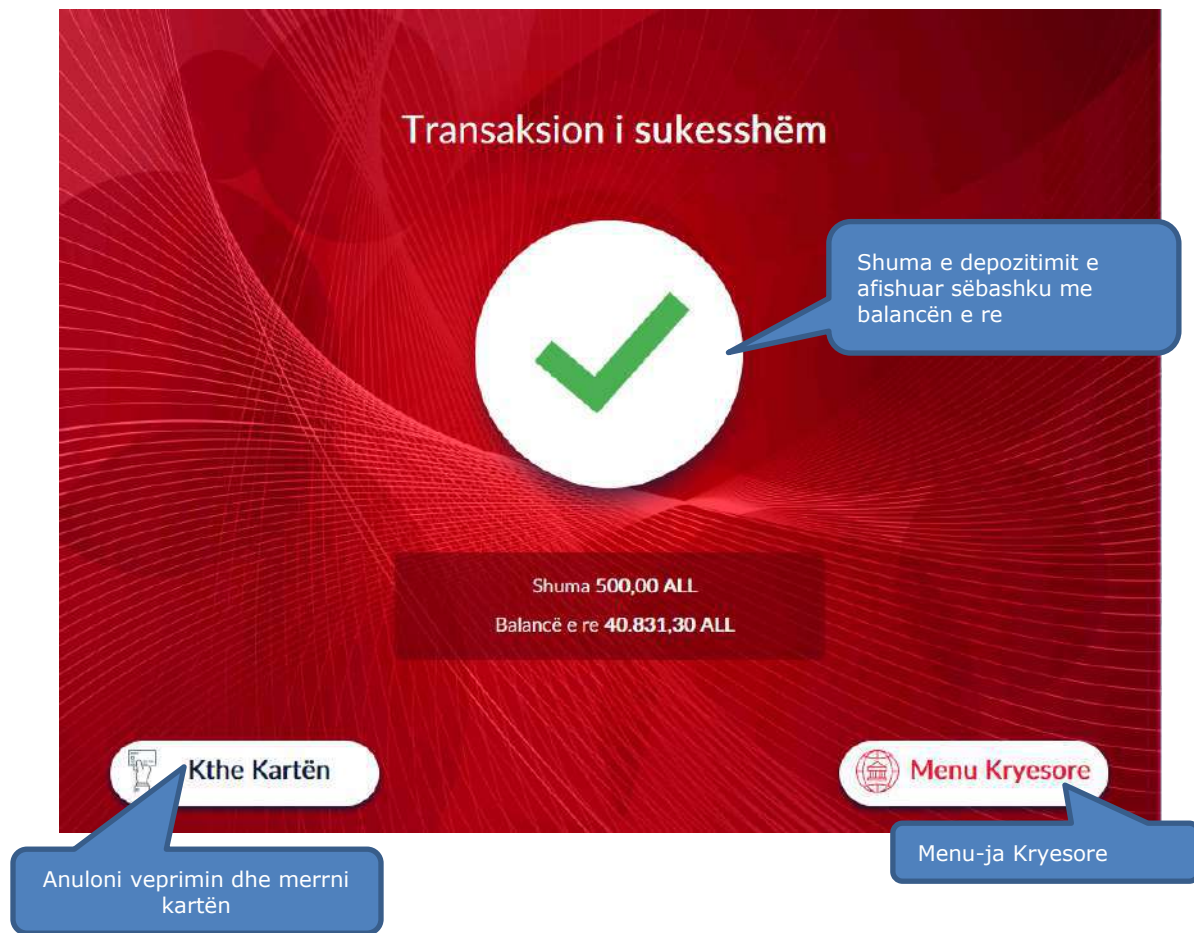 Transaksion i sukesshëm
Shuma e depozitimit e
afishuar sëbashku me
balancën e re
Shuma 500,00 ALL
Balancë e re 40.831,30 ALL
Kthe Kartën
Menu Kryesore
Menu-ja Kryesore
Anuloni veprimin dhe merrni
kartën